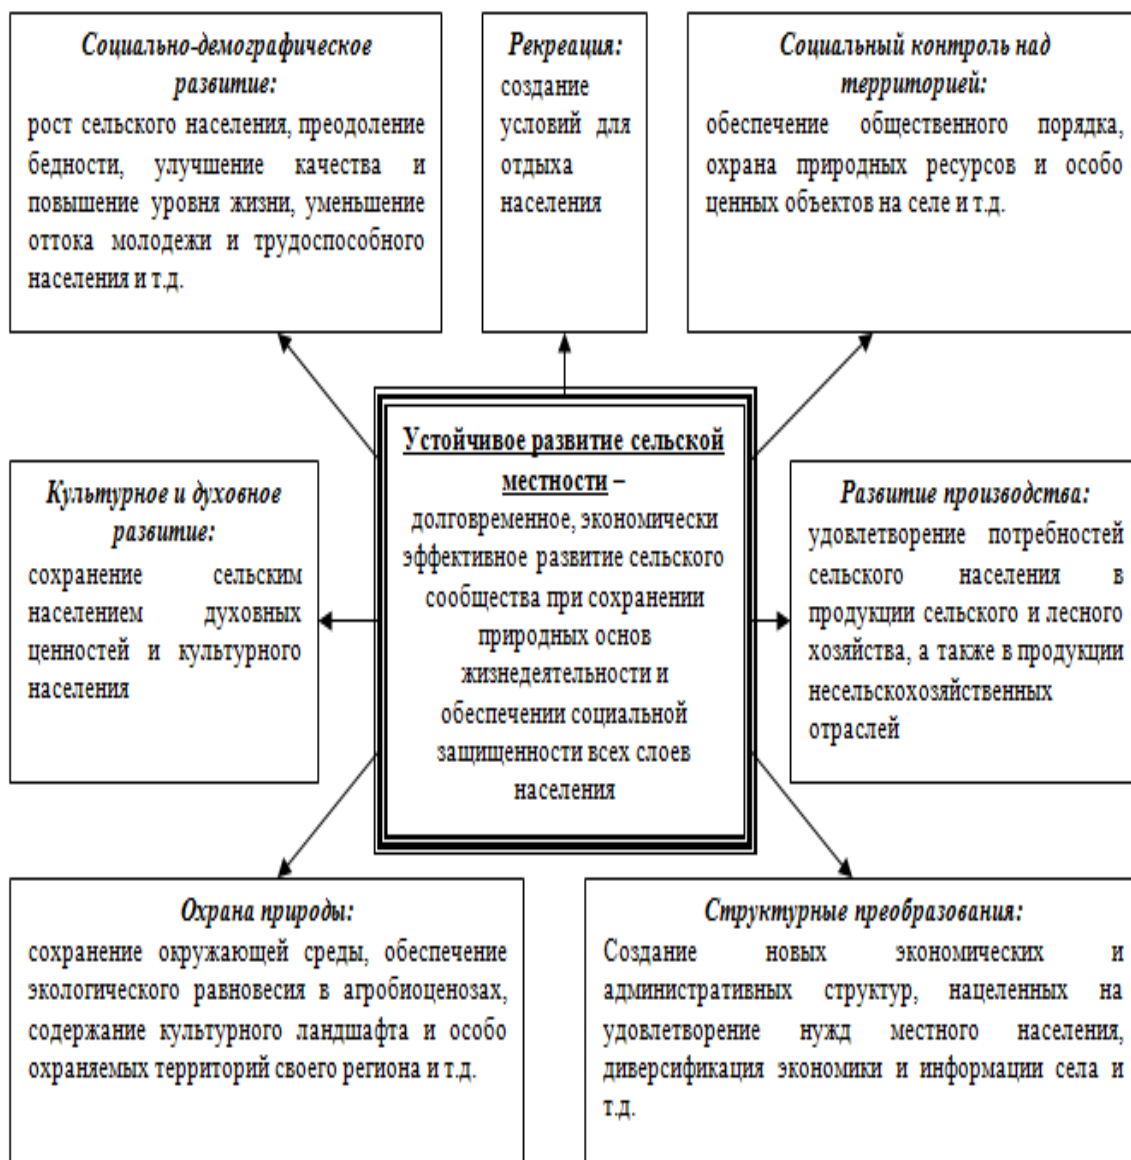 Социально-демографическое
развитие:
рост сельского населения, преодоление
бедности, улучшение качества и
повышение уровня жизни, уменьшение
оттока молодежи и трудоспособного
населения и т.д.
Рекреация:
создание
условий для
отдыха
населения
Социальный контроль над
территорией:
обеспечение общественного порядка,
охрана природных ресурсов и особо
ценных объектов на селе и т.д.
Культурное и духовное
развитие:
сохранение сельским
населением духовных
ценностей и культурного
населения
Устойчивое развитие сельской
местности –
долговременное, экономически
эффективное развитие сельского
сообщества при сохранении
природных основ
жизнедеятельности и
обеспечении социальной
защищенности всех слоев
населения
Развитие производства:
удовлетворение потребностей
сельского населения в
продукции сельского и лесного
хозяйства, а также в продукции
несельскохозяйственных
отраслей
Охрана природы:
сохранение окружающей среды, обеспечение
экологического равновесия в агробиоценозах,
содержание культурного ландшафта и особо
охраняемых территорий своего региона и т.д.
Структурные преобразования:
Создание новых экономических и
административных структур, нацеленных на
удовлетворение нужд местного населения,
диверсификация экономики и информации села и
т.д.